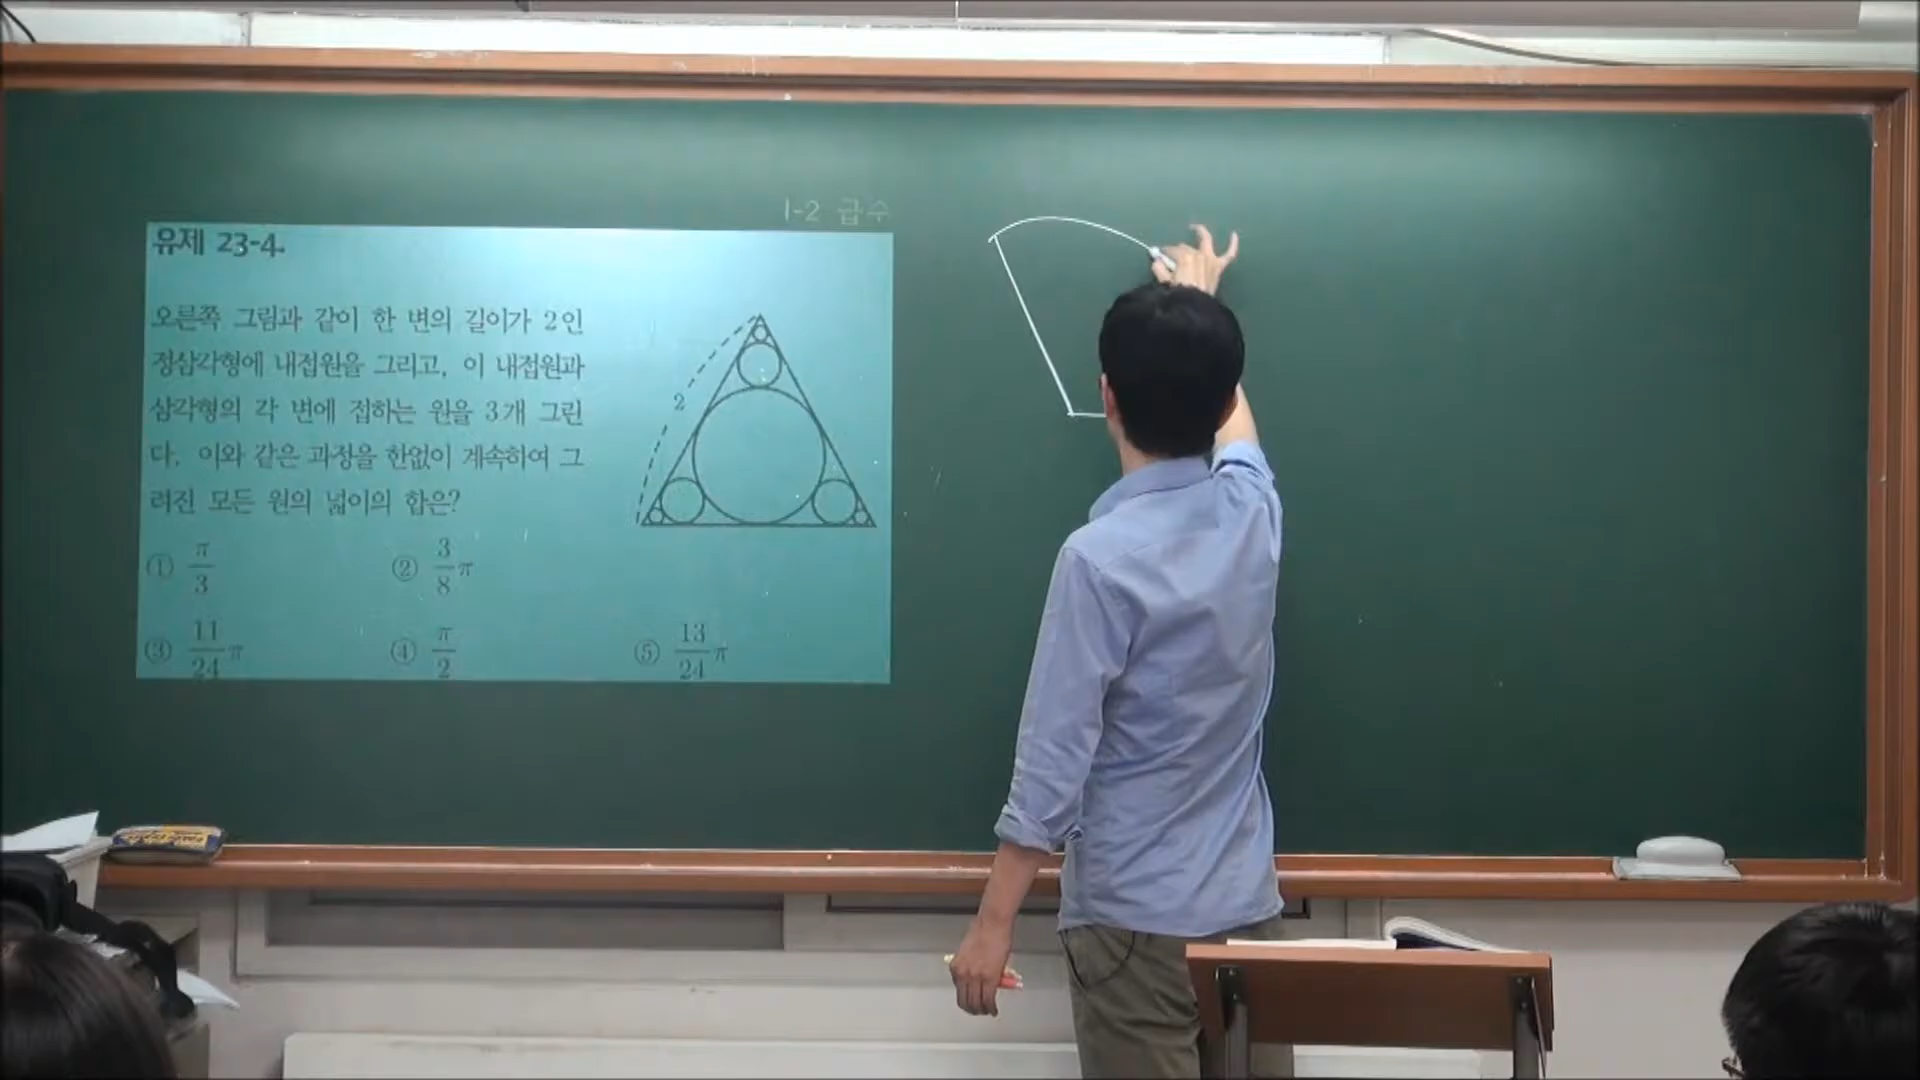 1-2 급수
유제 23-4.
오른쪽 그림과 같이 한 변의 길이가 2인
정삼각형에 내접원을 그리고, 이 내접원과
삼각형의 각 변에 접하는 원을 3개 그린
다. 이와 같은 과정을 한없이 계속하여 그
려진 모든 원의 넓이의 합은?
2
① π/3 ② 3/8 π
③ 11/24 π ④ π/2 ⑤ 13/24 π